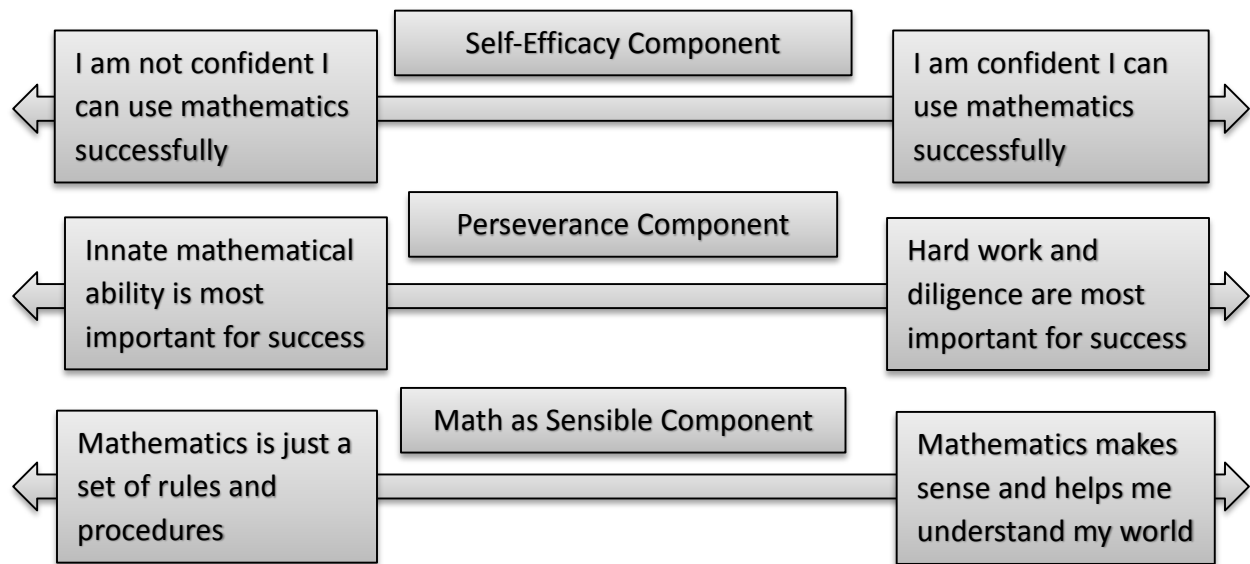 Self-Efficacy Component
I am not confident I
can use mathematics
successfully
I am confident I can
use mathematics
successfully
Perseverance Component
Innate mathematical
ability is most
important for success
Hard work and
diligence are most
important for success
Math as Sensible Component
Mathematics is just a
set of rules and
procedures
Mathematics makes
sense and helps me
understand my world